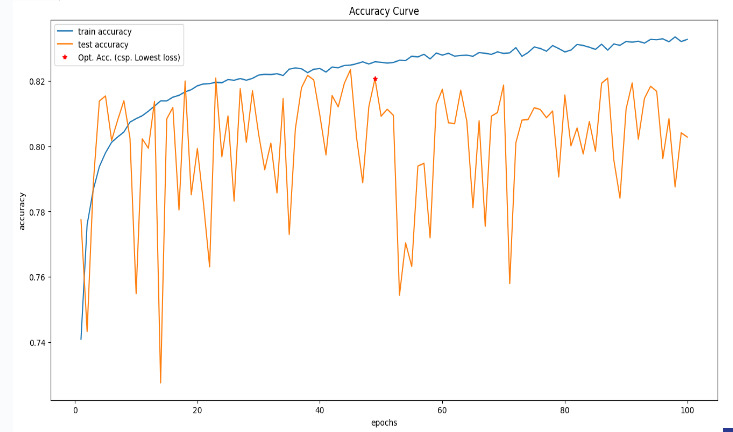 Accuracy Curve
train accuracy
test accuracy
Opt. Acc. (csp. Lowest loss)
accuracy
0.82
0.80
0.78
0.76
0.74
0
20
40
60
80
100
epochs